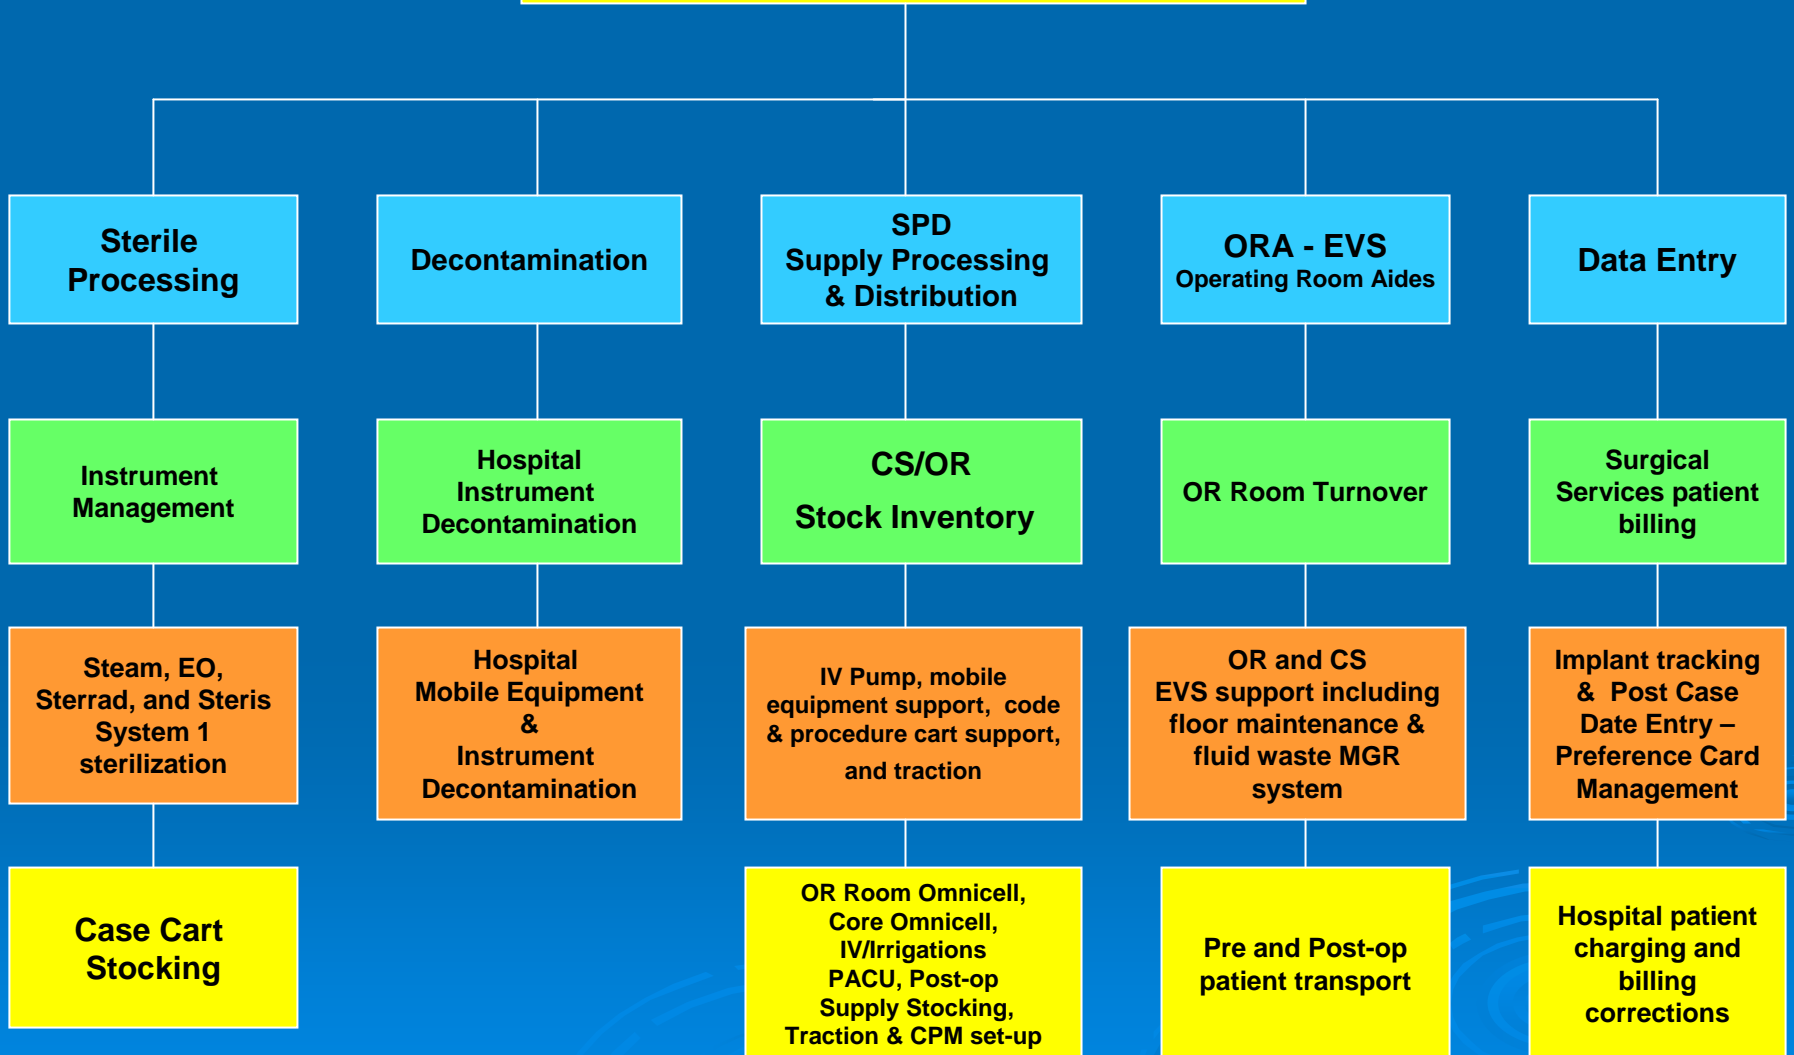 Sterile
Processing
Decontamination
SPD
Supply Processing
& Distribution
ORA - EVS
Operating Room Aides
Data Entry
Instrument
Management
Hospital
Instrument
Decontamination
CS/OR
Stock Inventory
OR Room Turnover
Surgical
Services patient
billing
Steam, EO,
Sterrad, and Steris
System 1
sterilization
Hospital
Mobile Equipment
&
Instrument
Decontamination
IV Pump, mobile
equipment support, code
& procedure cart support,
and traction
OR and CS
EVS support including
floor maintenance &
fluid waste MGR
system
Implant tracking
& Post Case
Date Entry –
Preference Card
Management
Case Cart
Stocking
OR Room Omnicell,
Core Omnicell,
IV/Irrigations
PACU, Post-op
Supply Stocking,
Traction & CPM set-up
Pre and Post-op
patient transport
Hospital patient
charging and
billing
corrections